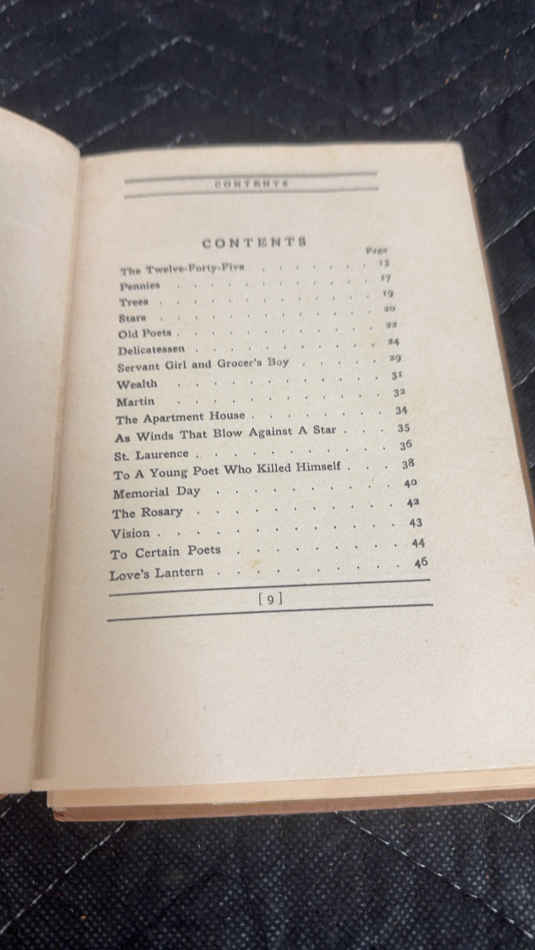 CONTENTS
CONTENTS
Page
The Twelve-Forty-Five . . . . . . . 13
Pennies . . . . . . . . . . . 17
Trees . . . . . . . . . . . . 19
Stars . . . . . . . . . . . . 20
Old Poets . . . . . . . . . . . 22
Delicatessen . . . . . . . . . . 24
Servant Girl and Grocer's Boy . . . . . 29
Wealth . . . . . . . . . . . 31
Martin . . . . . . . . . . . 32
The Apartment House . . . . . . . 34
As Winds That Blow Against A Star . . . 35
St. Laurence . . . . . . . . . . 36
To A Young Poet Who Killed Himself . . . 38
Memorial Day . . . . . . . . . 40
The Rosary . . . . . . . . . . 42
Vision . . . . . . . . . . . . 43
To Certain Poets . . . . . . . . 44
Love's Lantern . . . . . . . . . 46
[ 9 ]